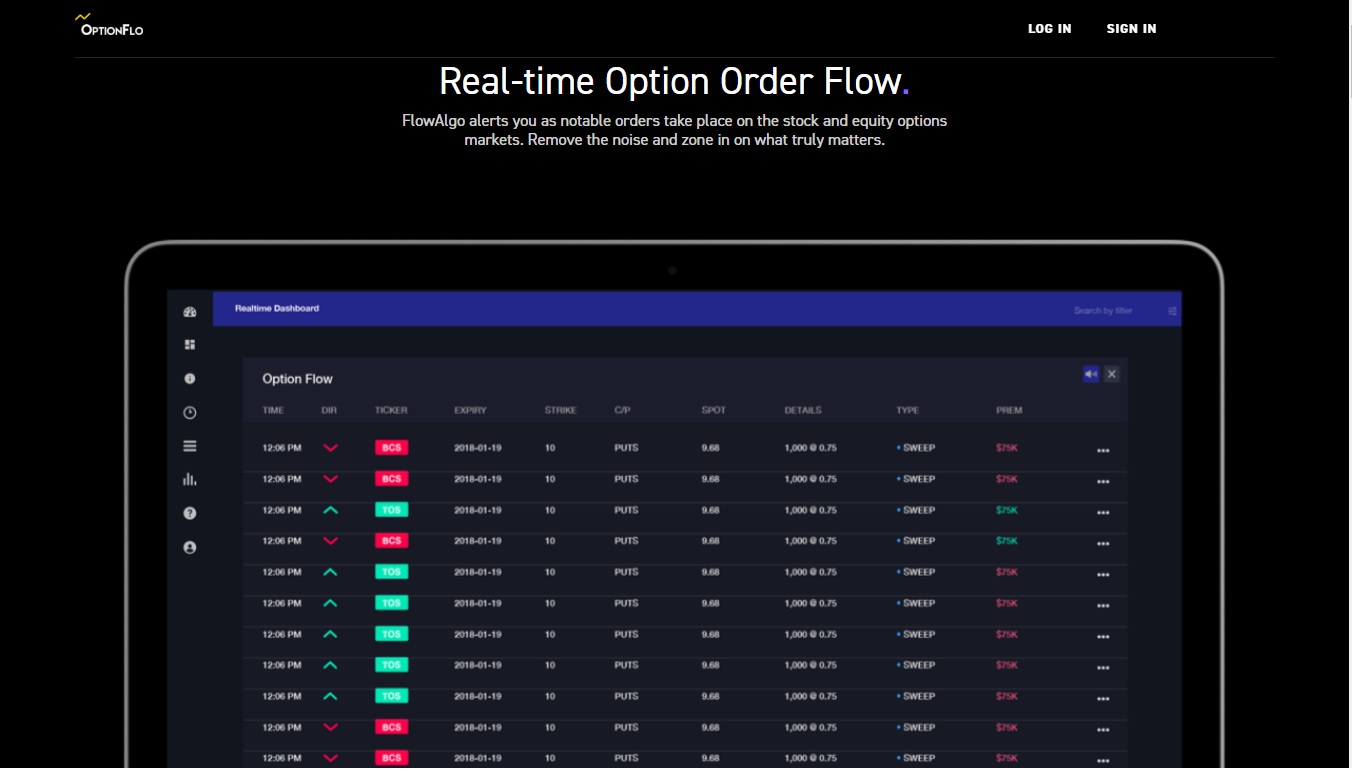 OPTIONFLO
LOG IN SIGN IN
Real-time Option Order Flow.
FlowAlgo alerts you as notable orders take place on the stock and equity options
markets. Remove the noise and zone in on what truly matters.
Realtime Dashboard Search by filter
Option Flow
TIME DIR TICKER EXPIRY STRIKE C/P SPOT DETAILS TYPE PREM
12:06 PM BCS 2018-01-19 10 PUTS 9.68 1,000 @ 0.75 • SWEEP $75K
12:06 PM BCS 2018-01-19 10 PUTS 9.68 1,000 @ 0.75 • SWEEP $75K
12:06 PM TOS 2018-01-19 10 PUTS 9.68 1,000 @ 0.75 • SWEEP $75K
12:06 PM BCS 2018-01-19 10 PUTS 9.68 1,000 @ 0.75 • SWEEP $75K
12:06 PM TOS 2018-01-19 10 PUTS 9.68 1,000 @ 0.75 • SWEEP $75K
12:06 PM TOS 2018-01-19 10 PUTS 9.68 1,000 @ 0.75 • SWEEP $75K
12:06 PM TOS 2018-01-19 10 PUTS 9.68 1,000 @ 0.75 • SWEEP $75K
12:06 PM TOS 2018-01-19 10 PUTS 9.68 1,000 @ 0.75 • SWEEP $75K
12:06 PM TOS 2018-01-19 10 PUTS 9.68 1,000 @ 0.75 • SWEEP $75K
12:06 PM BCS 2018-01-19 10 PUTS 9.68 1,000 @ 0.75 • SWEEP $75K
12:06 PM BCS 2018-01-19 10 PUTS 9.68 1,000 @ 0.75 • SWEEP $75K